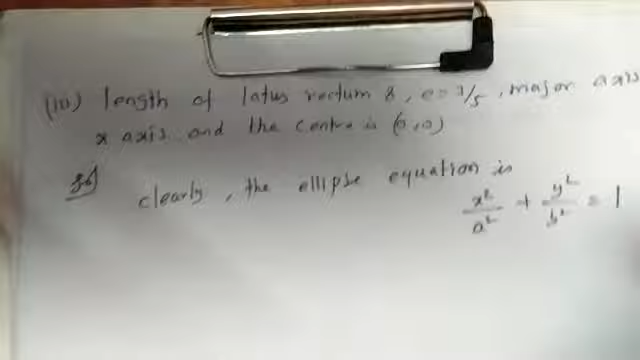 (iii) length of latus rectum 8, e = 3/5, major axis
x axis and the centre is (0,0)
Sol
clearly, the ellipse equation is
x²/a² + y²/b² = 1